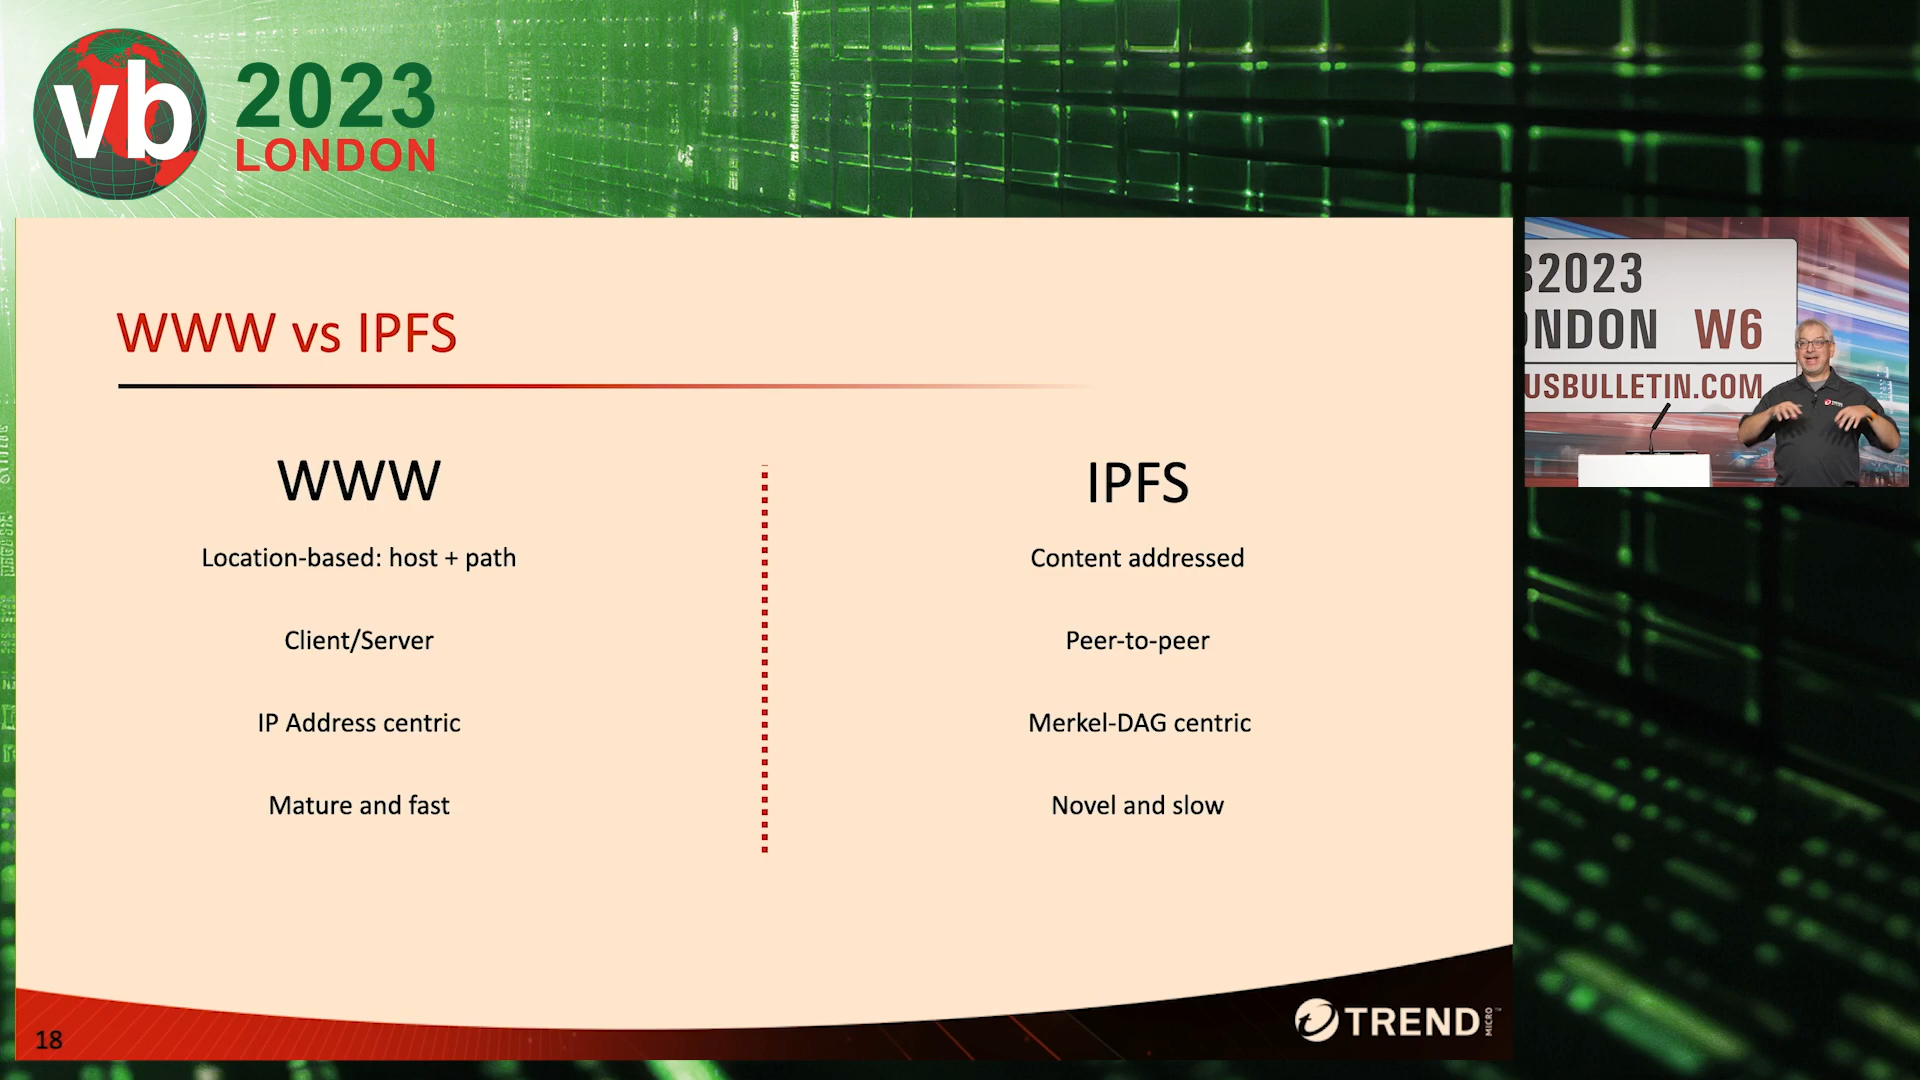 vb
2023
LONDON
WWW vs IPFS
WWW
IPFS
Location-based: host + path
Content addressed
Client/Server
Peer-to-peer
IP Address centric
Merkel-DAG centric
Mature and fast
Novel and slow
18
TREND
MICRO
2023
NDON W6
USBULLETIN.COM